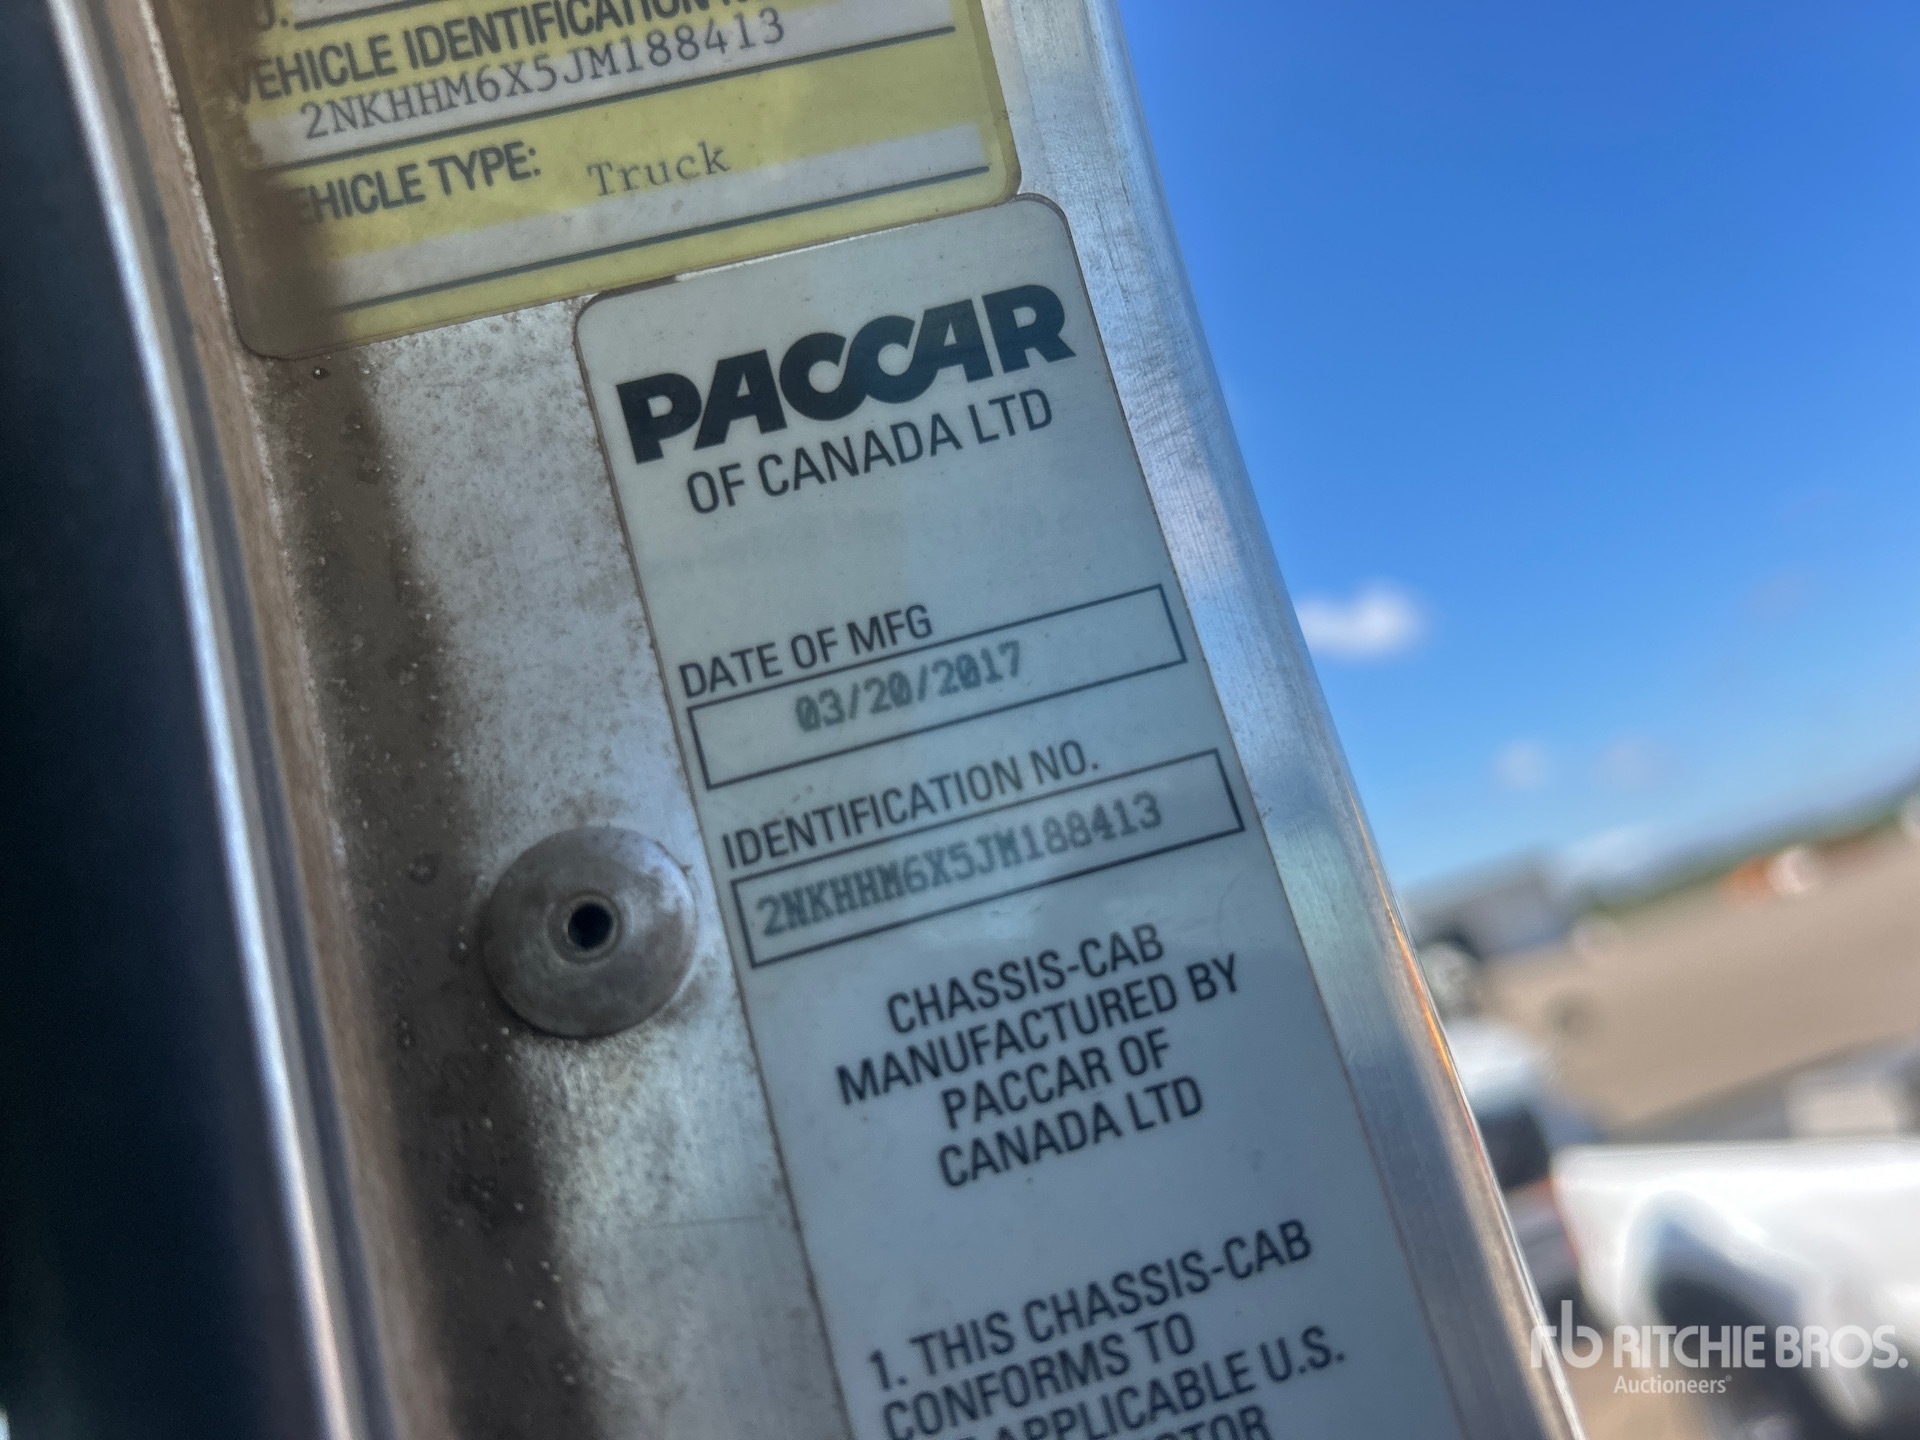 VEHICLE IDENTIFICATION
2NKHHM6X5JM188413
VEHICLE TYPE: Truck
PACCAR
OF CANADA LTD
DATE OF MFG
03/20/2017
IDENTIFICATION NO.
2NKHHM6X5JM188413
CHASSIS-CAB
MANUFACTURED BY
PACCAR OF
CANADA LTD
1. THIS CHASSIS-CAB
CONFORMS TO
APPLICABLE U.S.
rb RITCHIE BROS.
Auctioneers